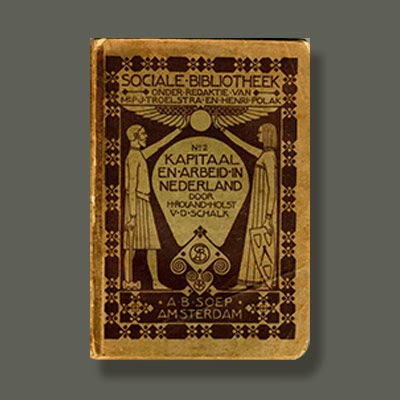 SOCIALE · BIBLIOTHEEK
ONDER · REDAKTIE · VAN
Mr P · J · TROELSTRA · EN · HENRI · POLAK
No 2
KAPITAAL
EN · ARBEID · IN
NEDERLAND
DOOR
H · ROLAND · HOLST
V · D · SCHALK
· A · B · SOEP ·
AMSTERDAM